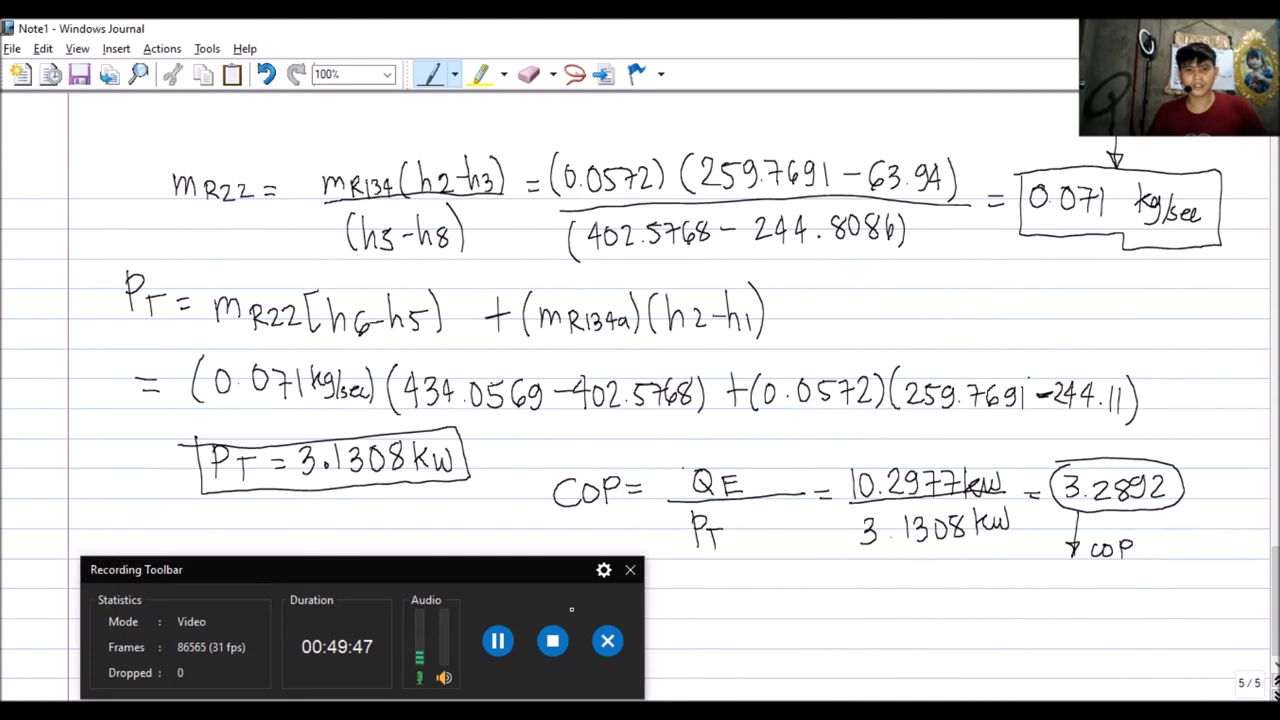 Note1 - Windows Journal
File Edit View Insert Actions Tools Help
100%
mR22 = mR134(h2-h3) = (0.0572) (259.7691 - 63.94) = 0.071 kg/sec
(h5-h8) (402.5768 - 244.8086)
PT = mR22[h6-h5] + (mR134a)(h2-h1)
= (0.071 kg/sec) (434.0569 - 402.5768) + (0.0572)(259.7691 - 244.11)
PT = 3.1308 kW
COP = QE = 10.2977 kW = 3.2892
PT 3.1308 kW
COP
Recording Toolbar
Statistics
Mode : Video
Frames : 86565 (31 fps)
Dropped : 0
Duration
00:49:47
Audio
5 / 5